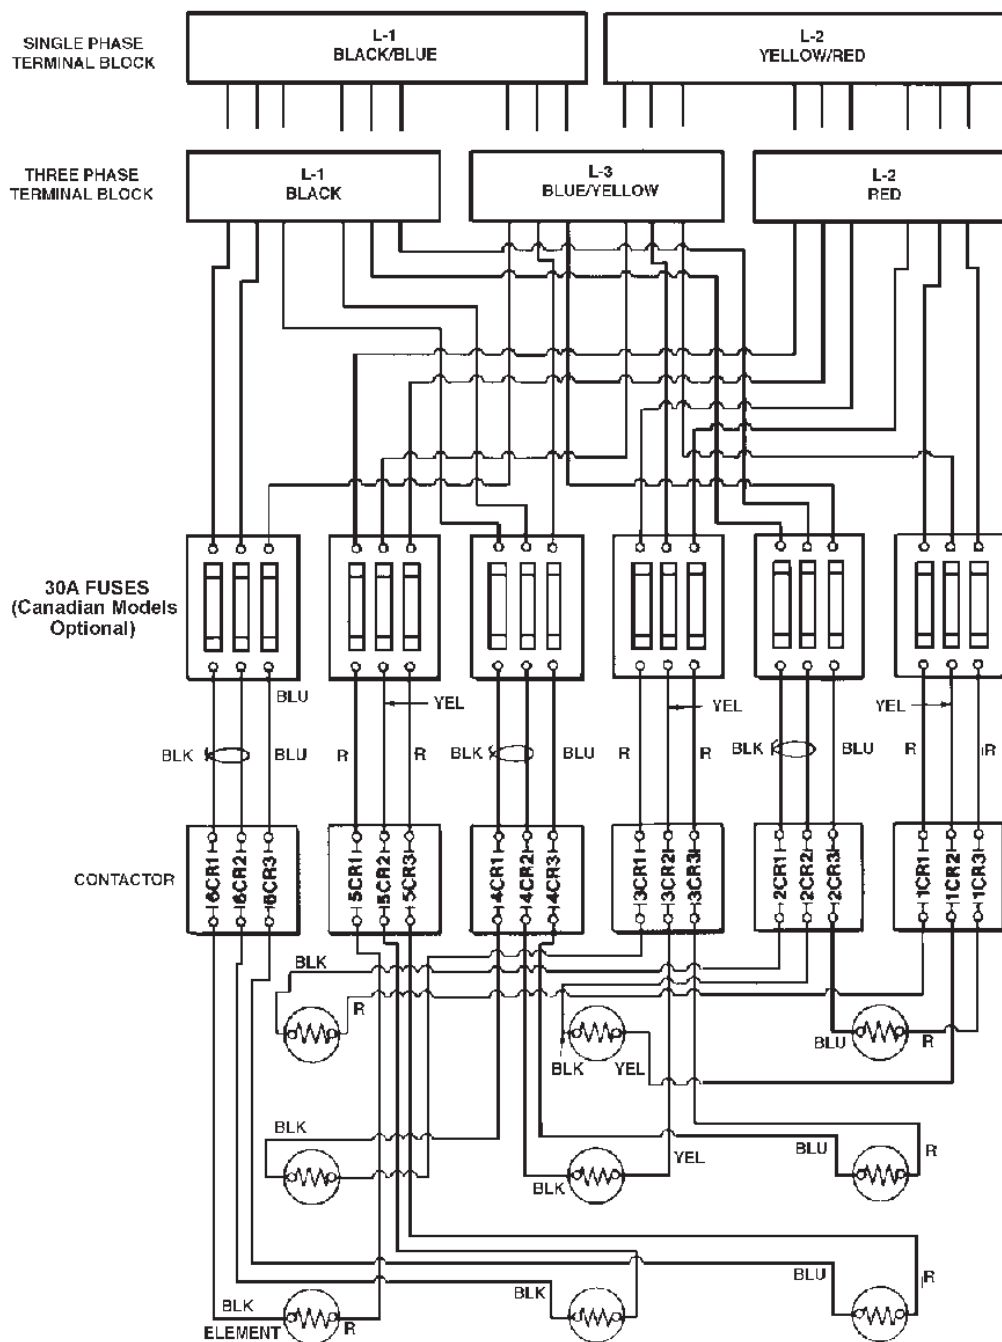 SINGLE PHASE
TERMINAL BLOCK
L-1
BLACK/BLUE
L-2
YELLOW/RED
THREE PHASE
TERMINAL BLOCK
L-1
BLACK
L-3
BLUE/YELLOW
L-2
RED
30A FUSES
(Canadian Models
Optional)
BLU
YEL
YEL
YEL
BLK
BLU
R
R
BLK
BLU
R
R
BLK
BLU
R
R
CONTACTOR
6CR1
6CR2
6CR3
5CR1
5CR2
5CR3
4CR1
4CR2
4CR3
3CR1
3CR2
3CR3
2CR1
2CR2
2CR3
1CR1
1CR2
1CR3
BLK
R
BLK
YEL
BLU
R
BLK
BLK
YEL
BLU
R
BLK
ELEMENT
R
BLK
BLU
R